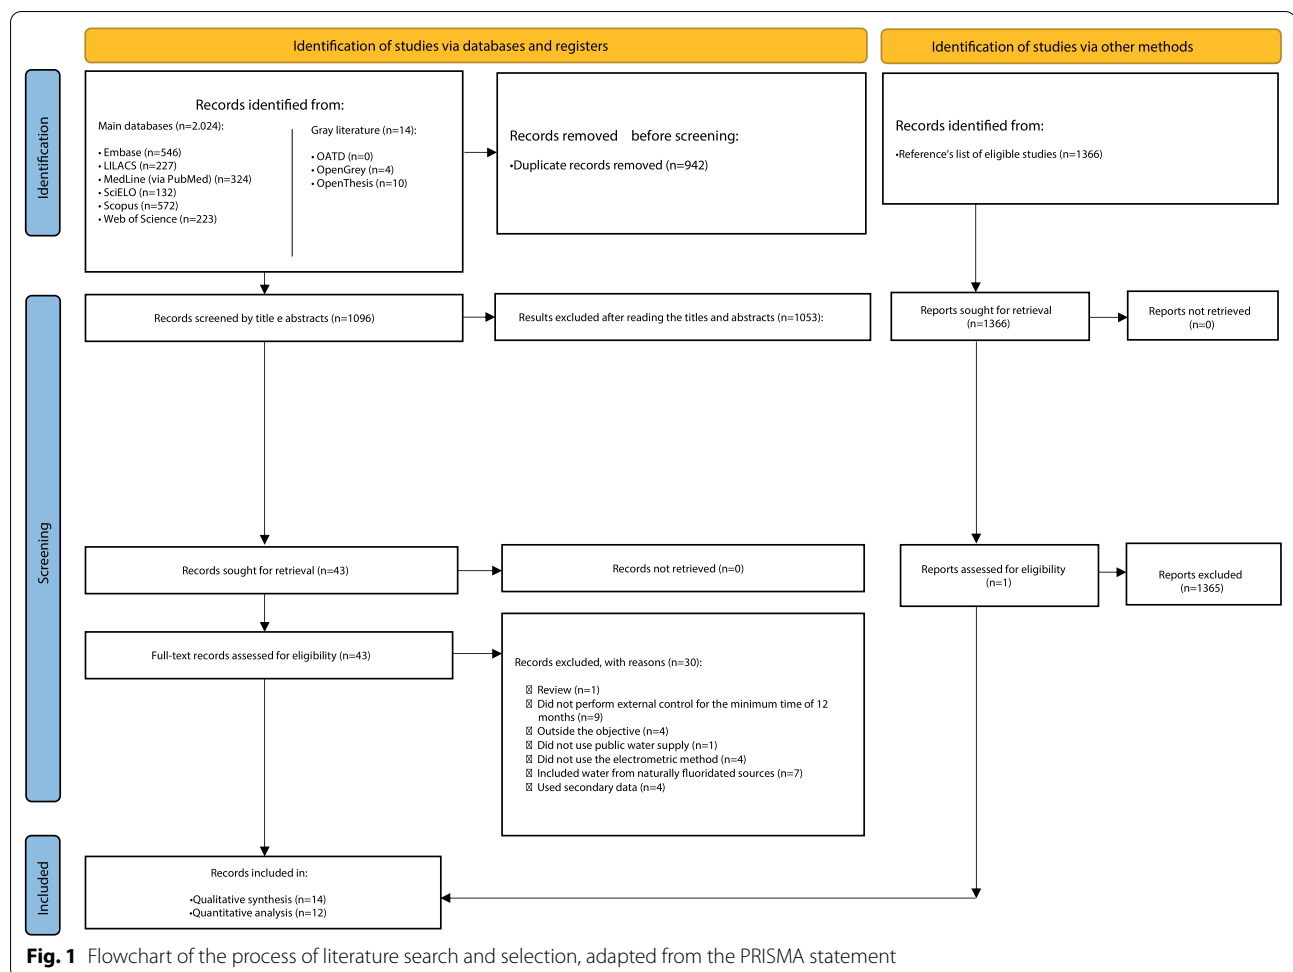 Identification of studies via databases and registers
Identification of studies via other methods
Identification
Records identified from:
Main databases (n=2.024):
• Embase (n=546)
• LILACS (n=227)
• MedLine (via PubMed) (n=324)
• SciELO (n=132)
• Scopus (n=572)
• Web of Science (n=223)
Gray literature (n=14):
• OATD (n=0)
• OpenGrey (n=4)
• OpenThesis (n=10)
Records removed before screening:
•Duplicate records removed (n=942)
Records identified from:
•Reference's list of eligible studies (n=1366)
Screening
Records screened by title e abstracts (n=1096)
Results excluded after reading the titles and abstracts (n=1053):
Reports sought for retrieval
(n=1366)
Reports not retrieved
(n=0)
Records sought for retrieval (n=43)
Records not retrieved (n=0)
Reports assessed for eligibility
(n=1)
Reports excluded
(n=1365)
Full-text records assessed for eligibility (n=43)
Records excluded, with reasons (n=30):
Review (n=1)
Did not perform external control for the minimum time of 12
months (n=9)
Outside the objective (n=4)
Did not use public water supply (n=1)
Did not use the electrometric method (n=4)
Included water from naturally fluoridated sources (n=7)
Used secondary data (n=4)
Included
Records included in:
•Qualitative synthesis (n=14)
•Quantitative analysis (n=12)
Fig. 1 Flowchart of the process of literature search and selection, adapted from the PRISMA statement